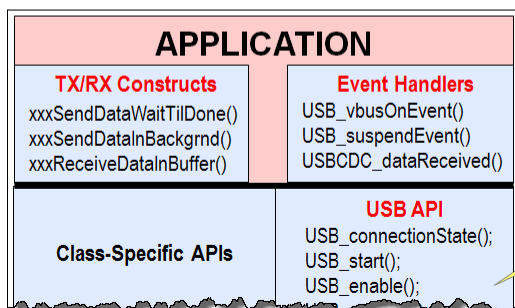 APPLICATION
TX/RX Constructs
xxxSendDataWaitTilDone()
xxxSendDataInBackgrnd()
xxxReceiveDataInBuffer()
Event Handlers
USB_vbusOnEvent()
USB_suspendEvent()
USBCDC_dataReceived()
Class-Specific APIs
USB API
USB_connectionState();
USB_start();
USB_enable();